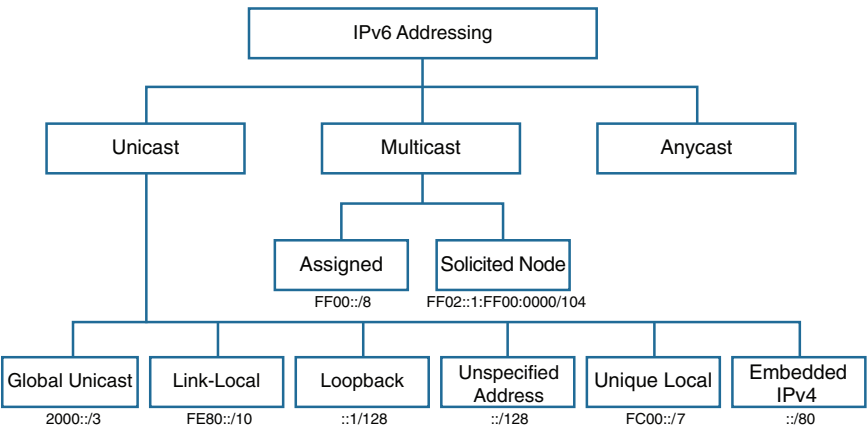 IPv6 Addressing
Unicast
Multicast
Anycast
Assigned
Solicited Node
FF00::/8
FF02::1:FF00:0000/104
Global Unicast
Link-Local
Loopback
Unspecified
Address
Unique Local
Embedded
IPv4
2000::/3
FE80::/10
::1/128
::/128
FC00::/7
::/80